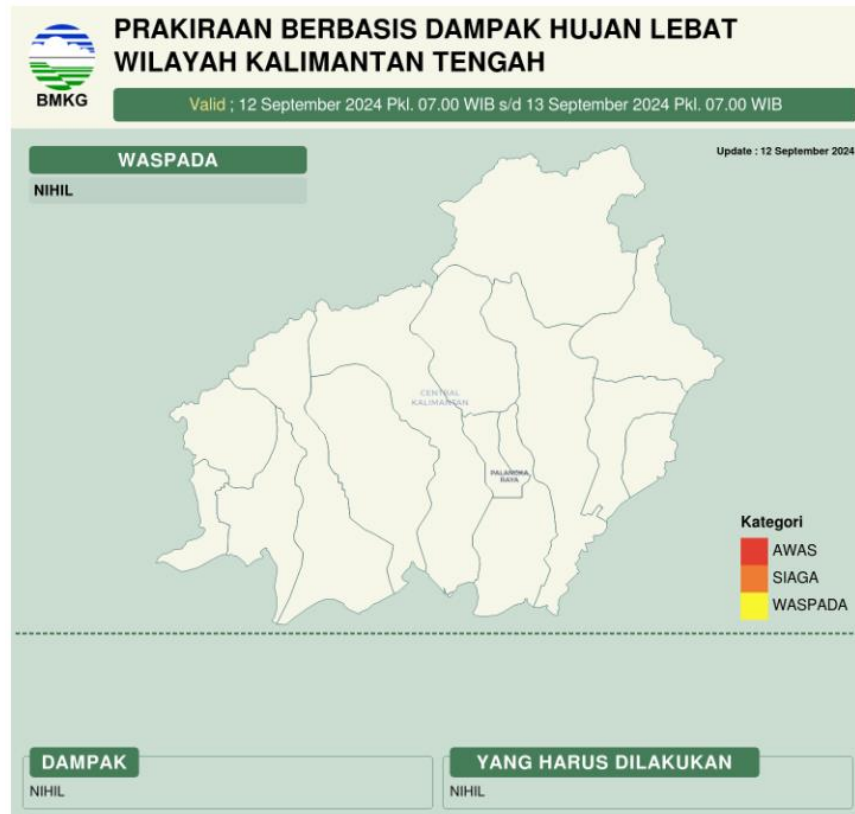 PRAKIRAAN BERBASIS DAMPAK HUJAN LEBAT
WILAYAH KALIMANTAN TENGAH
BMKG
Valid ; 12 September 2024 Pkl. 07.00 WIB s/d 13 September 2024 Pkl. 07.00 WIB
Update : 12 September 2024
WASPADA
NIHIL
CENTRAL
KALIMANTAN
PALANGKA
RAYA
Kategori
AWAS
SIAGA
WASPADA
DAMPAK
NIHIL
YANG HARUS DILAKUKAN
NIHIL